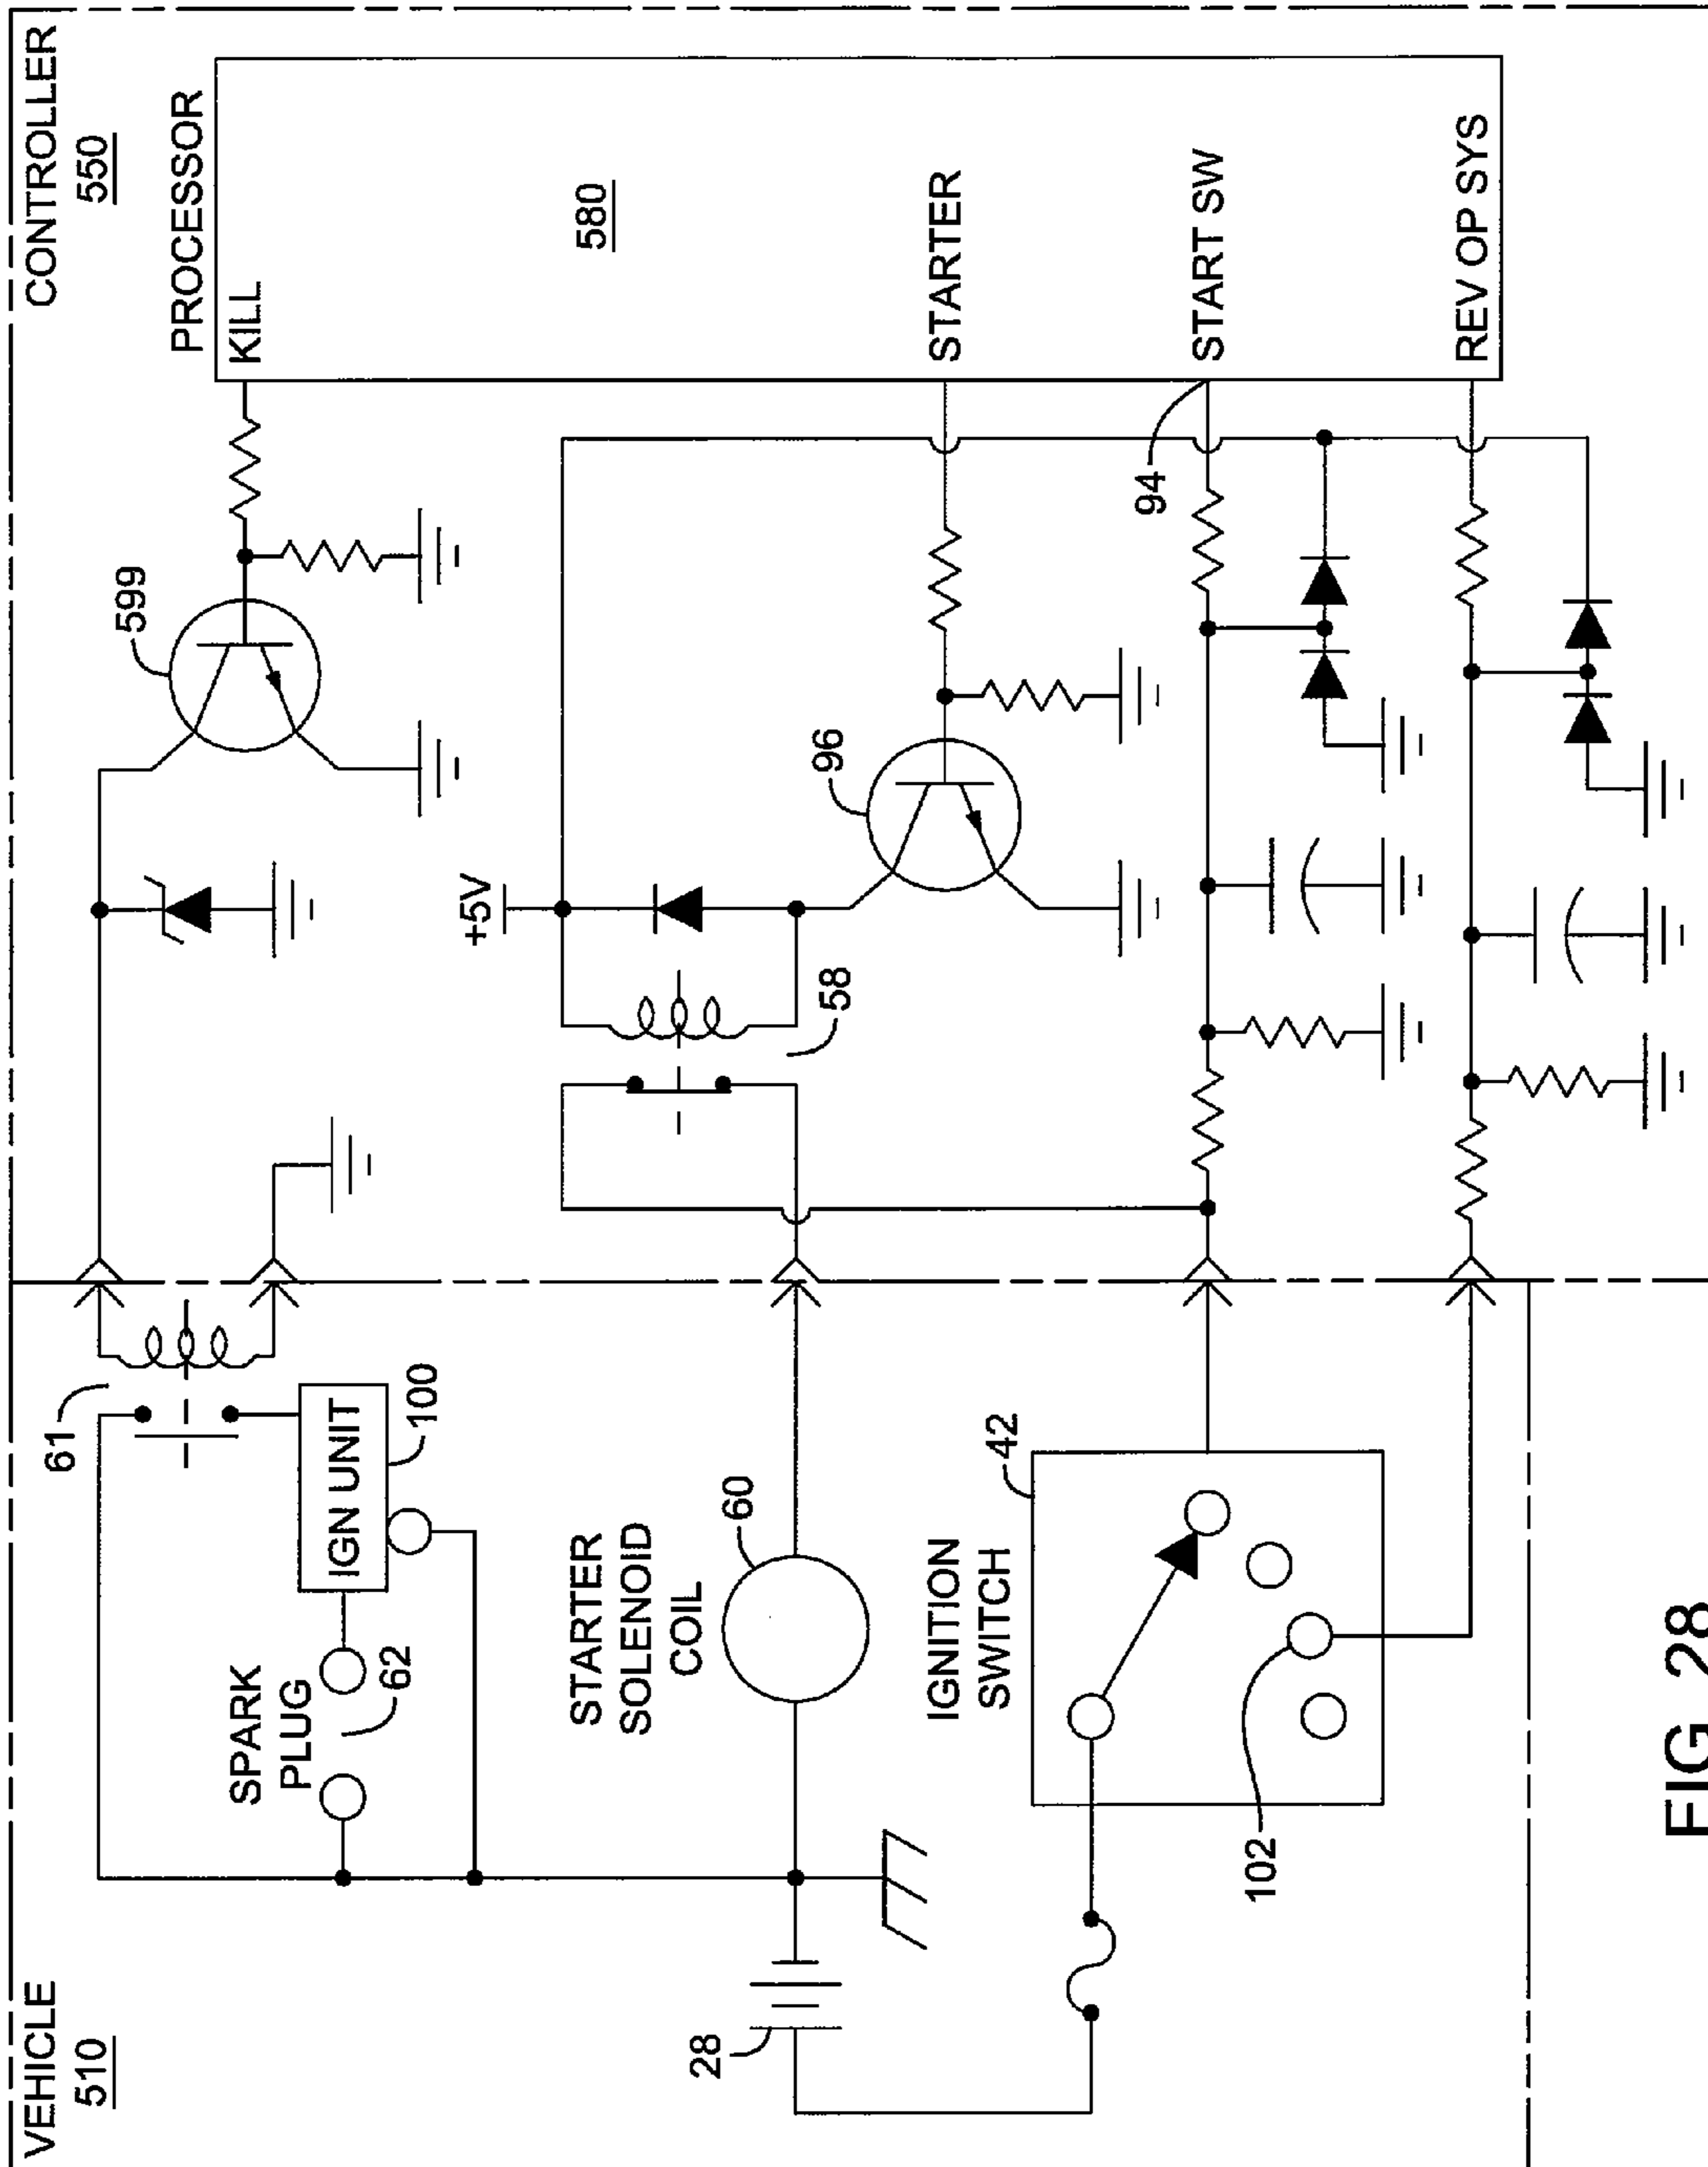 VEHICLE
510
CONTROLLER
550
61
SPARK
PLUG
62
IGN UNIT
100
599
PROCESSOR
KILL
580
STARTER
START SW
REV OP SYS
+5V
58
96
94
STARTER
SOLENOID
COIL
60
28
IGNITION
SWITCH
42
102
FIG 28